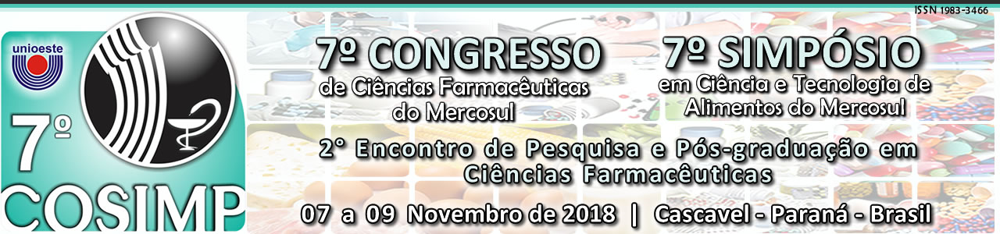 ISSN 1983-3466
unioeste
7º
COSIMP
7º CONGRESSO
de Ciências Farmacêuticas
do Mercosul
7º SIMPÓSIO
em Ciência e Tecnologia de
Alimentos do Mercosul
2° Encontro de Pesquisa e Pós-graduação em
Ciências Farmacêuticas
07 a 09 Novembro de 2018 | Cascavel - Paraná - Brasil